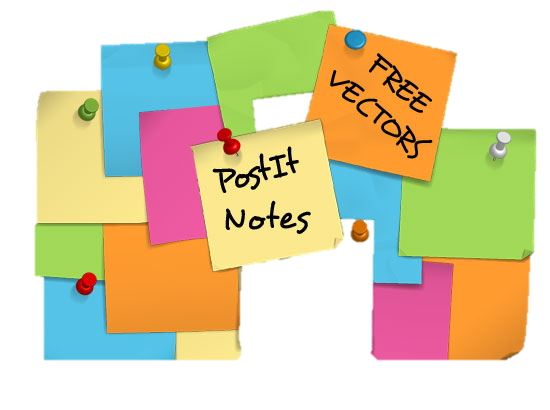 FREE
VECTORS
PostIt
Notes